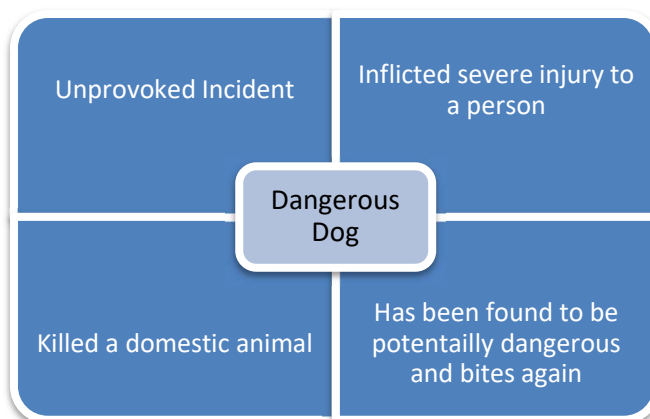 Unprovoked Incident
Inflicted severe injury to
a person
Dangerous
Dog
Killed a domestic animal
Has been found to be
potentailly dangerous
and bites again